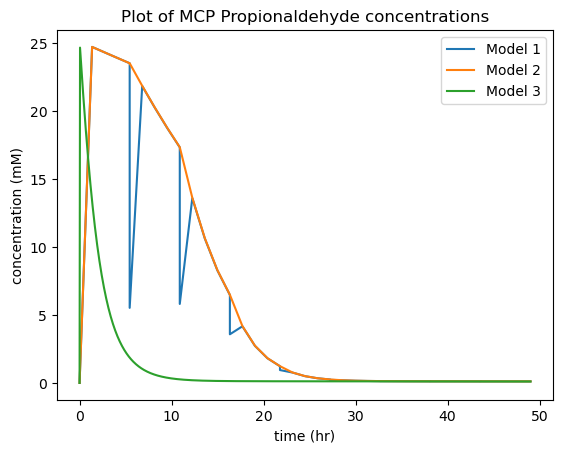 Plot of MCP Propionaldehyde concentrations
Model 1
Model 2
Model 3
concentration (mM)
25
20
15
10
5
0
0 10 20 30 40 50
time (hr)